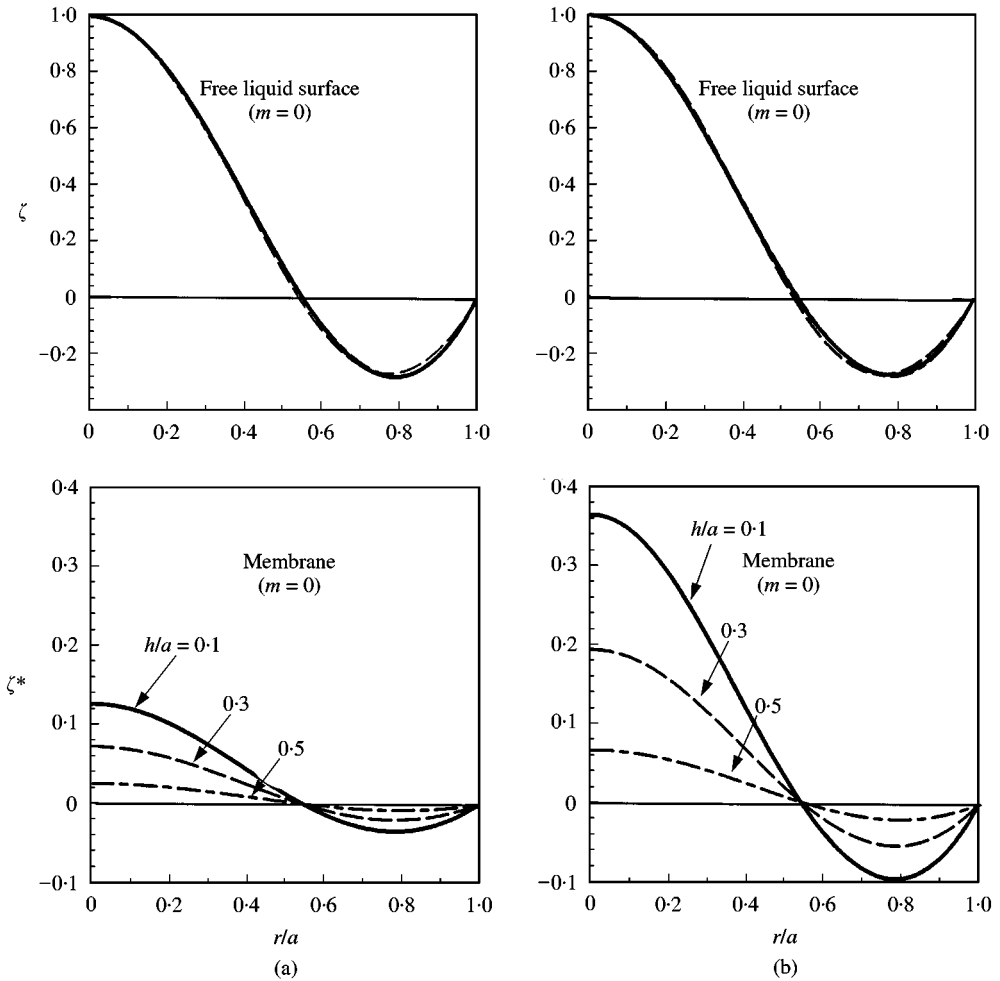 1·0
0·8
0·6
0·4
0·2
0
−0·2
ζ
Free liquid surface
(m = 0)
0 0·2 0·4 0·6 0·8 1·0
1·0
0·8
0·6
0·4
0·2
0
−0·2
Free liquid surface
(m = 0)
0 0·2 0·4 0·6 0·8 1·0
0·4
0·3
0·2
0·1
0
−0·1
ζ*
Membrane
(m = 0)
h/a = 0·1
0·3
0·5
0 0·2 0·4 0·6 0·8 1·0
r/a
(a)
0·4
0·3
0·2
0·1
0
−0·1
h/a = 0·1
Membrane
(m = 0)
0·3
0·5
0 0·2 0·4 0·6 0·8 1·0
r/a
(b)